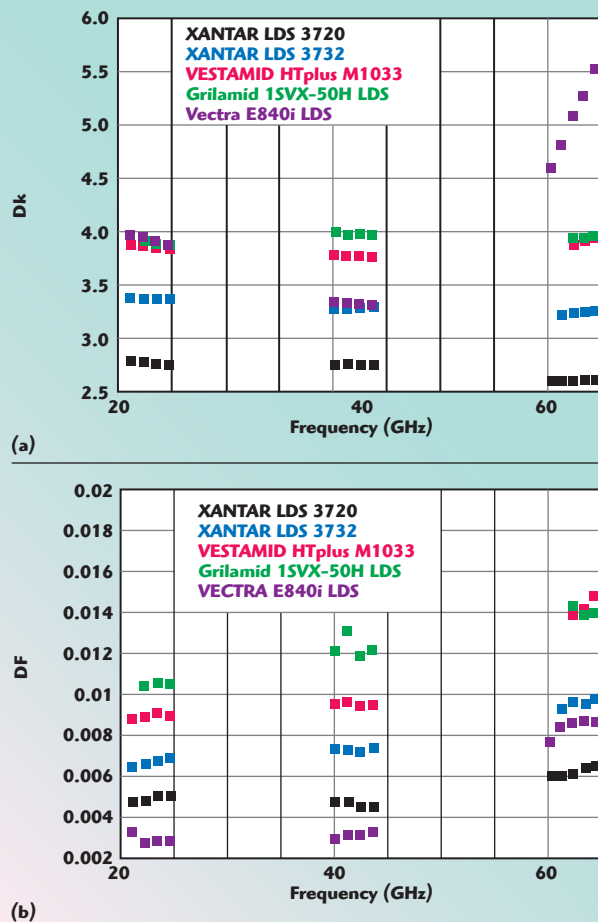 6.0
XANTAR LDS 3720
XANTAR LDS 3732
VESTAMID HTplus M1033
Grilamid 1SVX-50H LDS
Vectra E840i LDS
5.5
5.0
4.5
Dk
4.0
3.5
3.0
2.5
20
40
60
Frequency (GHz)
(a)
0.02
XANTAR LDS 3720
XANTAR LDS 3732
VESTAMID HTplus M1033
Grilamid 1SVX-50H LDS
VECTRA E840i LDS
0.018
0.016
0.014
0.012
DF
0.01
0.008
0.006
0.004
0.002
20
40
60
Frequency (GHz)
(b)